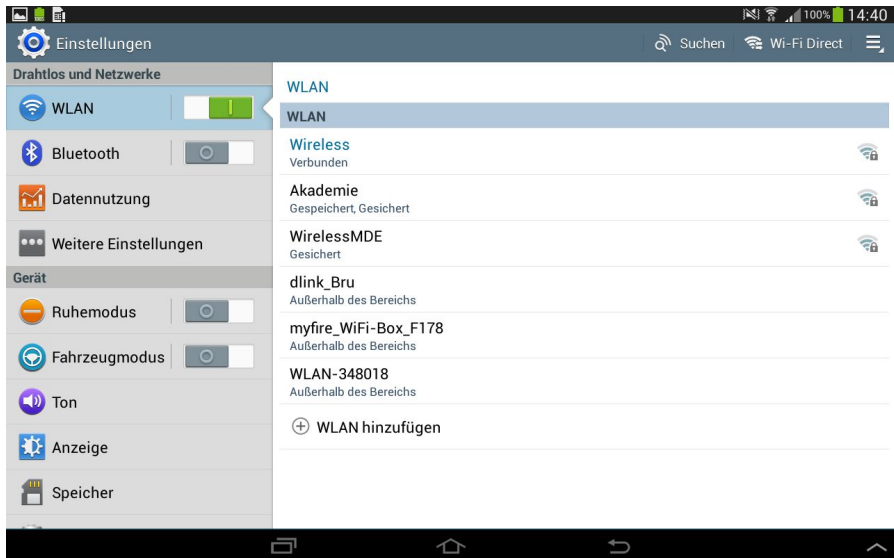 100% 14:40
Einstellungen
Suchen Wi-Fi Direct
Drahtlos und Netzwerke
WLAN
Bluetooth
Datennutzung
Weitere Einstellungen
Gerät
Ruhemodus
Fahrzeugmodus
Ton
Anzeige
Speicher
WLAN
WLAN
Wireless
Verbunden
Akademie
Gespeichert, Gesichert
WirelessMDE
Gesichert
dlink_Bru
Außerhalb des Bereichs
myfire_WiFi-Box_F178
Außerhalb des Bereichs
WLAN-348018
Außerhalb des Bereichs
WLAN hinzufügen